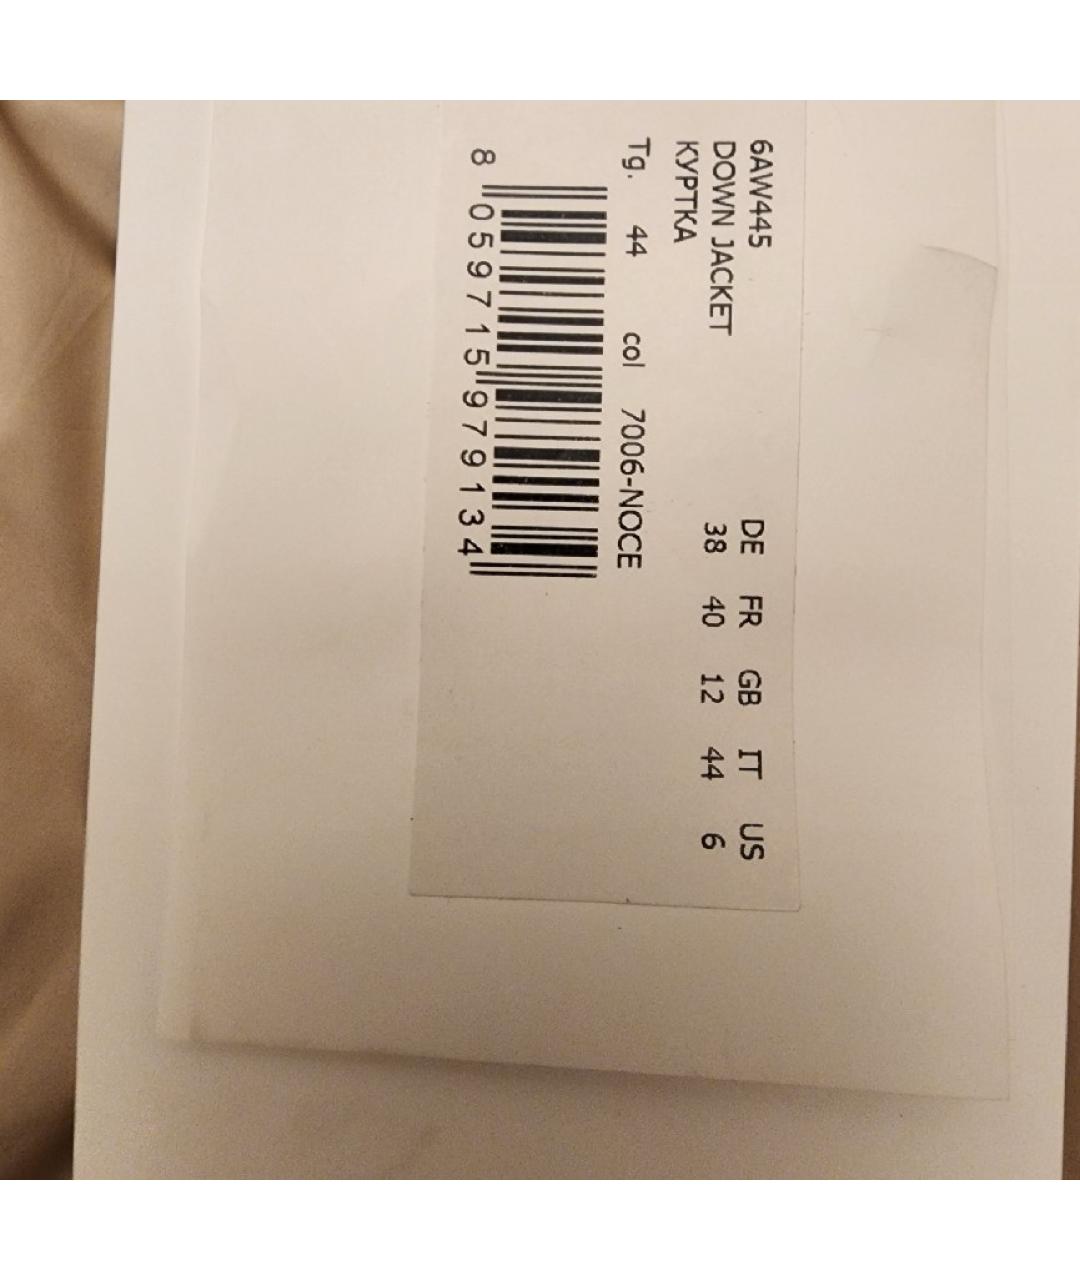 6AW445
DOWN JACKET
КУРТКА
DE FR GB IT US
38 40 12 44 6
Tg. 44 col 7006-NOCE
8 059715 979134